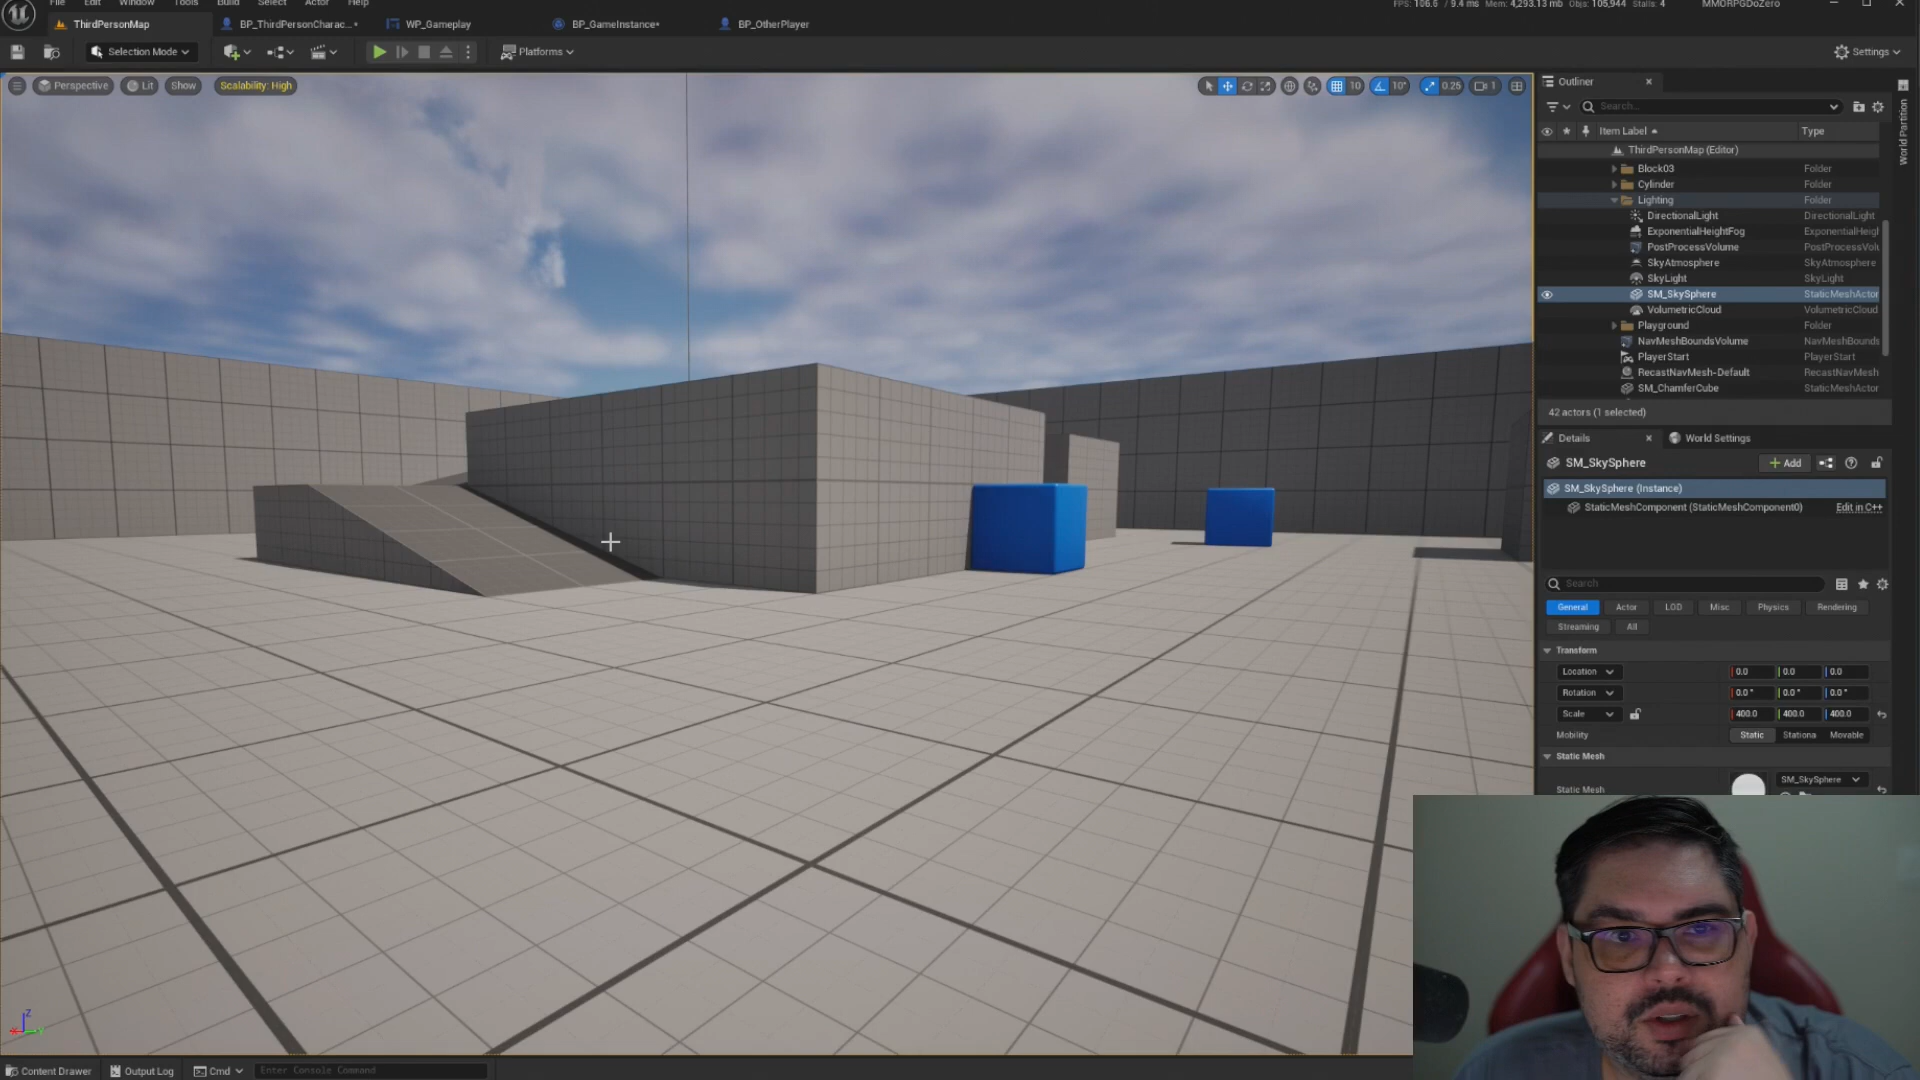 File Edit Window Tools Build Select Actor Help
FPS: 106.6 / 9.4 ms Mem: 4,293.13 mb Objs: 105,944 Stalls: 4 MMORPGDoZero
ThirdPersonMap BP_ThirdPersonCharac...• WP_Gameplay BP_GameInstance• BP_OtherPlayer
Selection Mode Platforms Settings
Perspective Lit Show Scalability: High 10 10° 0.25 1
Outliner
Search...
Item Label Type
ThirdPersonMap (Editor)
Block03 Folder
Cylinder Folder
Lighting Folder
DirectionalLight DirectionalLight
ExponentialHeightFog ExponentialHeigh
PostProcessVolume PostProcessVolu
SkyAtmosphere SkyAtmosphere
SkyLight SkyLight
SM_SkySphere StaticMeshActor
VolumetricCloud VolumetricCloud
Playground Folder
NavMeshBoundsVolume NavMeshBounds
PlayerStart PlayerStart
RecastNavMesh-Default RecastNavMesh
SM_ChamferCube StaticMeshActor
42 actors (1 selected)
World Partition
Details World Settings
SM_SkySphere Add
SM_SkySphere (Instance)
StaticMeshComponent (StaticMeshComponent0) Edit in C++
Search
General Actor LOD Misc Physics Rendering
Streaming All
Transform
Location 0.0 0.0 0.0
Rotation 0.0 ° 0.0 ° 0.0 °
Scale 400.0 400.0 400.0
Mobility Static Stationa Movable
Static Mesh
Static Mesh SM_SkySphere
Z
Content Drawer Output Log Cmd Enter Console Command